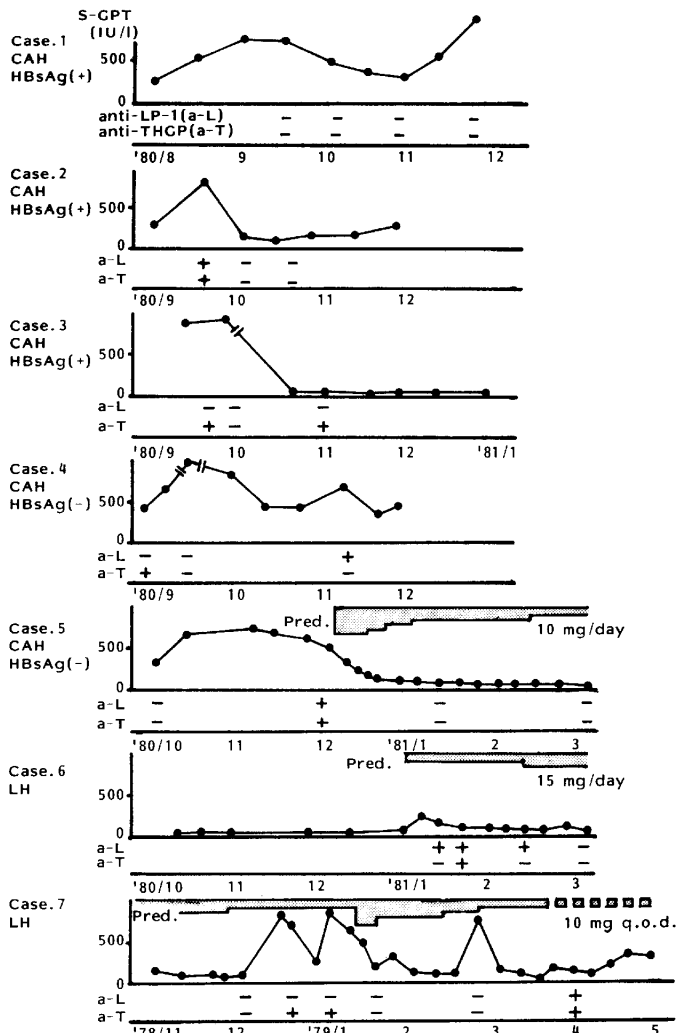 S-GPT
(IU/l)
Case.1
CAH
HBsAg(+)
500
0
anti-LP-1(a-L) − − − −
anti-THGP(a-T) − − − −
'80/8 9 10 11 12
Case.2
CAH
HBsAg(+)
500
0
a-L + − −
a-T + − −
'80/9 10 11 12
Case.3
CAH
HBsAg(+)
500
0
a-L − − −
a-T + − +
'80/9 10 11 12 '81/1
Case.4
CAH
HBsAg(−)
500
0
a-L − − +
a-T + − −
'80/9 10 11 12
Case.5
CAH
HBsAg(−)
Pred.
10 mg/day
500
0
a-L − + − −
a-T − + − −
'80/10 11 12 '81/1 2 3
Case.6
LH
Pred.
15 mg/day
500
0
a-L + + + −
a-T − + − −
'80/10 11 12 '81/1 2 3
Case.7
LH
Pred.
10 mg q.o.d.
500
0
a-L − − − − − +
a-T − + + − − +
'78/11 12 '79/1 2 3 4 5